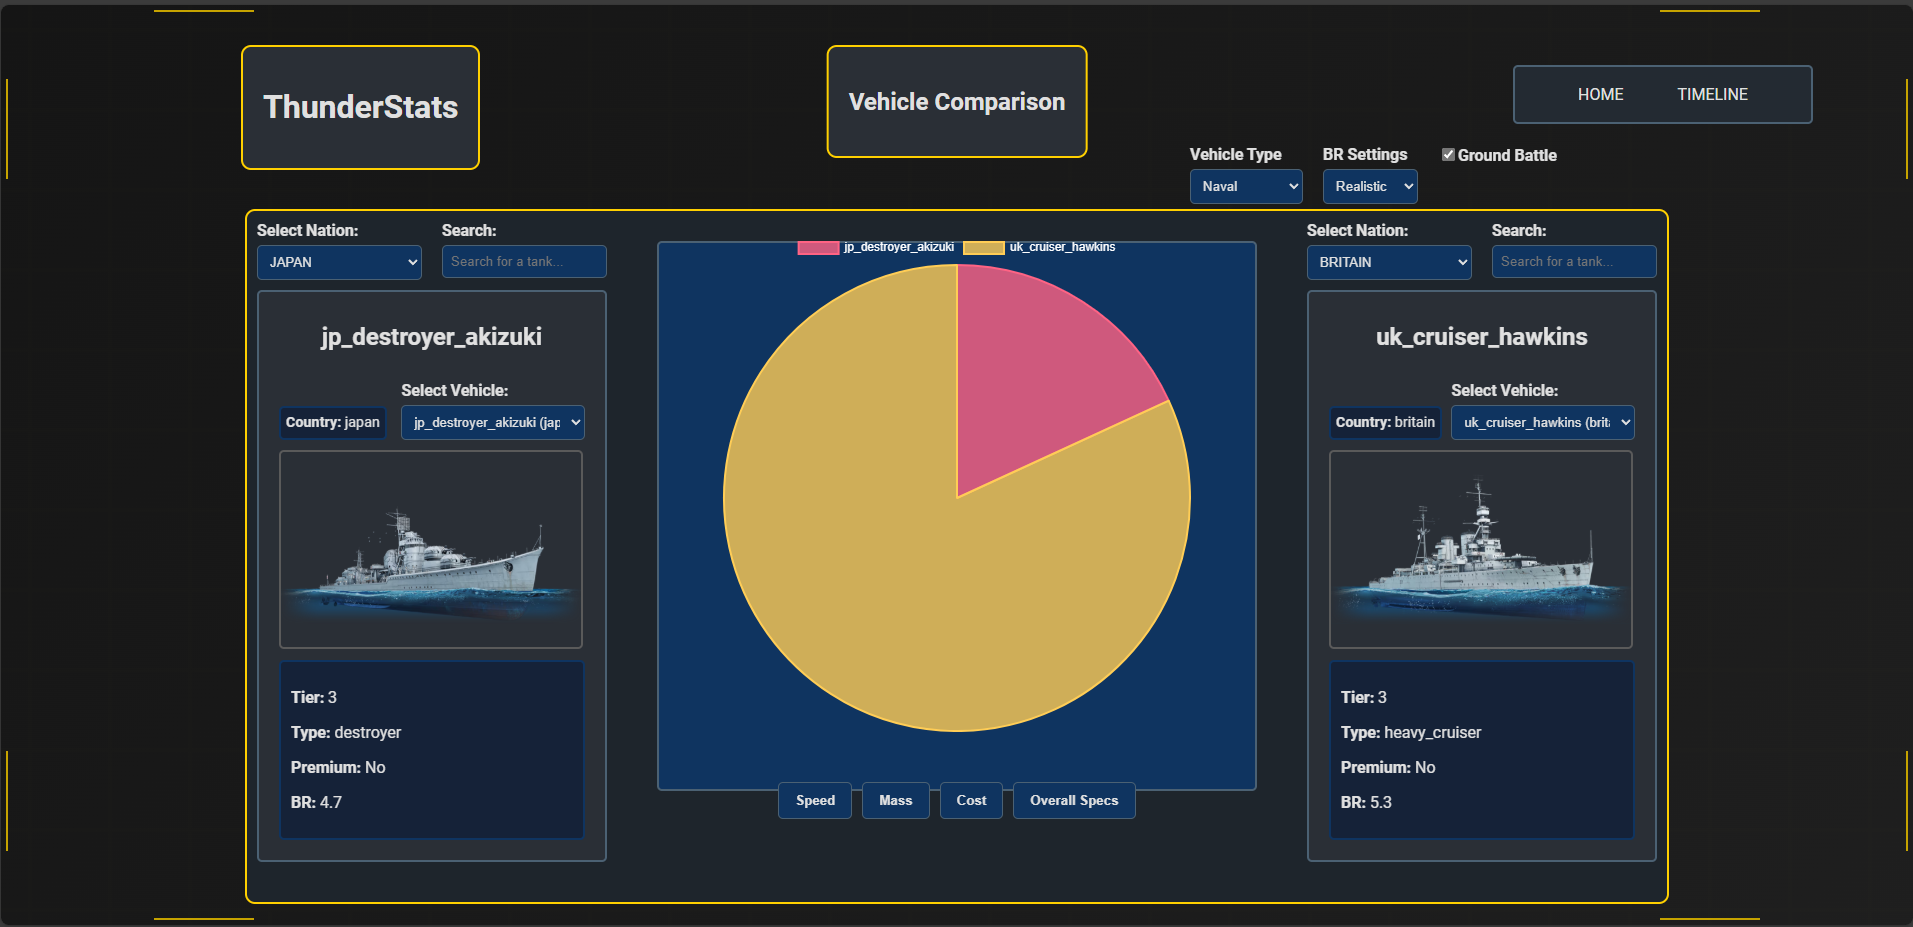 ThunderStats
Vehicle Comparison
HOME
TIMELINE
Vehicle Type
BR Settings
Ground Battle
Naval
Realistic
Select Nation:
Search:
JAPAN
Search for a tank...
jp_destroyer_akizuki
Select Vehicle:
Country: japan
jp_destroyer_akizuki (jap
Tier: 3
Type: destroyer
Premium: No
BR: 4.7
jp_destroyer_akizuki
uk_cruiser_hawkins
Speed
Mass
Cost
Overall Specs
Select Nation:
Search:
BRITAIN
Search for a tank...
uk_cruiser_hawkins
Select Vehicle:
Country: britain
uk_cruiser_hawkins (brita
Tier: 3
Type: heavy_cruiser
Premium: No
BR: 5.3